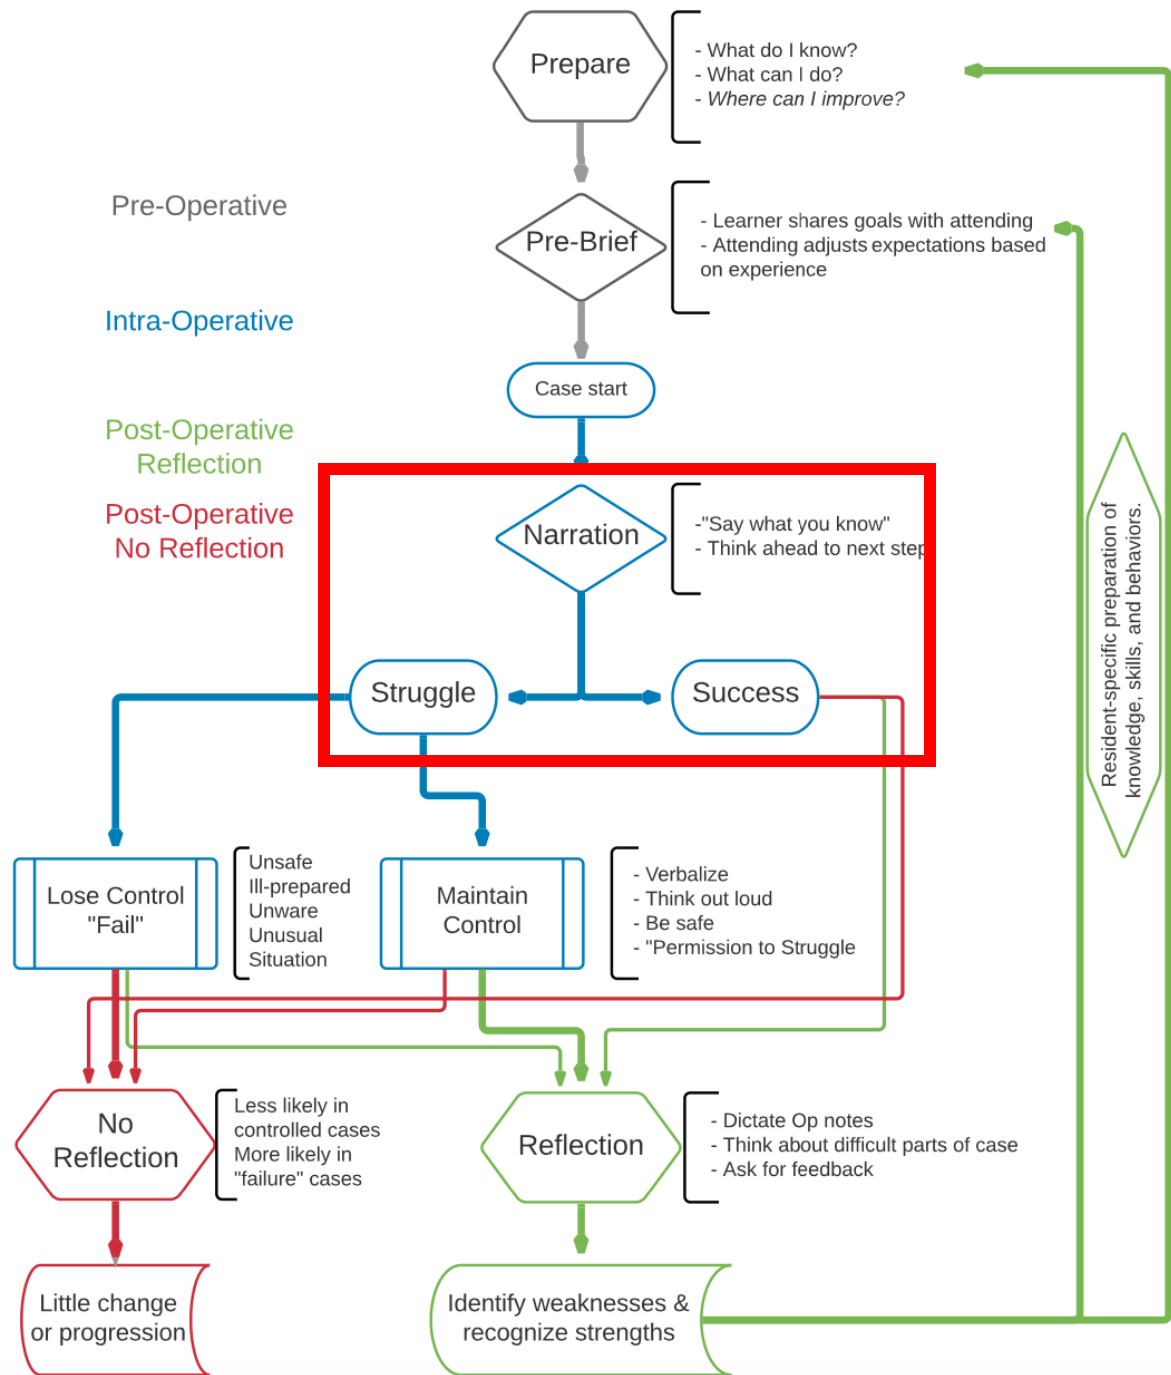 Prepare
- What do I know?
- What can I do?
- Where can I improve?
Pre-Operative
Pre-Brief
- Learner shares goals with attending
- Attending adjusts expectations based
on experience
Intra-Operative
Case start
Post-Operative
Reflection
Post-Operative
No Reflection
Narration
-"Say what you know"
- Think ahead to next step
Resident-specific preparation of
knowledge, skills, and behaviors.
Struggle
Success
Lose Control
"Fail"
Unsafe
Ill-prepared
Unware
Unusual
Situation
Maintain
Control
- Verbalize
- Think out loud
- Be safe
- "Permission to Struggle
No
Reflection
Less likely in
controlled cases
More likely in
"failure" cases
Reflection
- Dictate Op notes
- Think about difficult parts of case
- Ask for feedback
Little change
or progression
Identify weaknesses &
recognize strengths